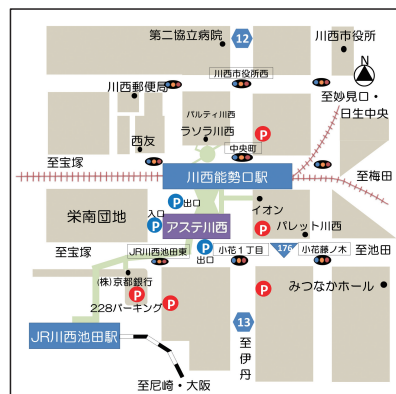 第二協立病院
12
川西市役所
川西市役所西
N
川西郵便局
至妙見口・
日生中央
パルティ川西
ラソラ川西
P
西友
中央町
至宝塚
川西能勢口駅
至梅田
P
出口
イオン
栄南団地
入口
P
アステ川西
P
パレット川西
至宝塚
JR川西池田東
P
出口
小花1丁目
176
小花藤ノ木
至池田
(株)京都銀行
P
P
P
みつなかホール
228パーキング
13
JR川西池田駅
至伊丹
至尼崎・大阪